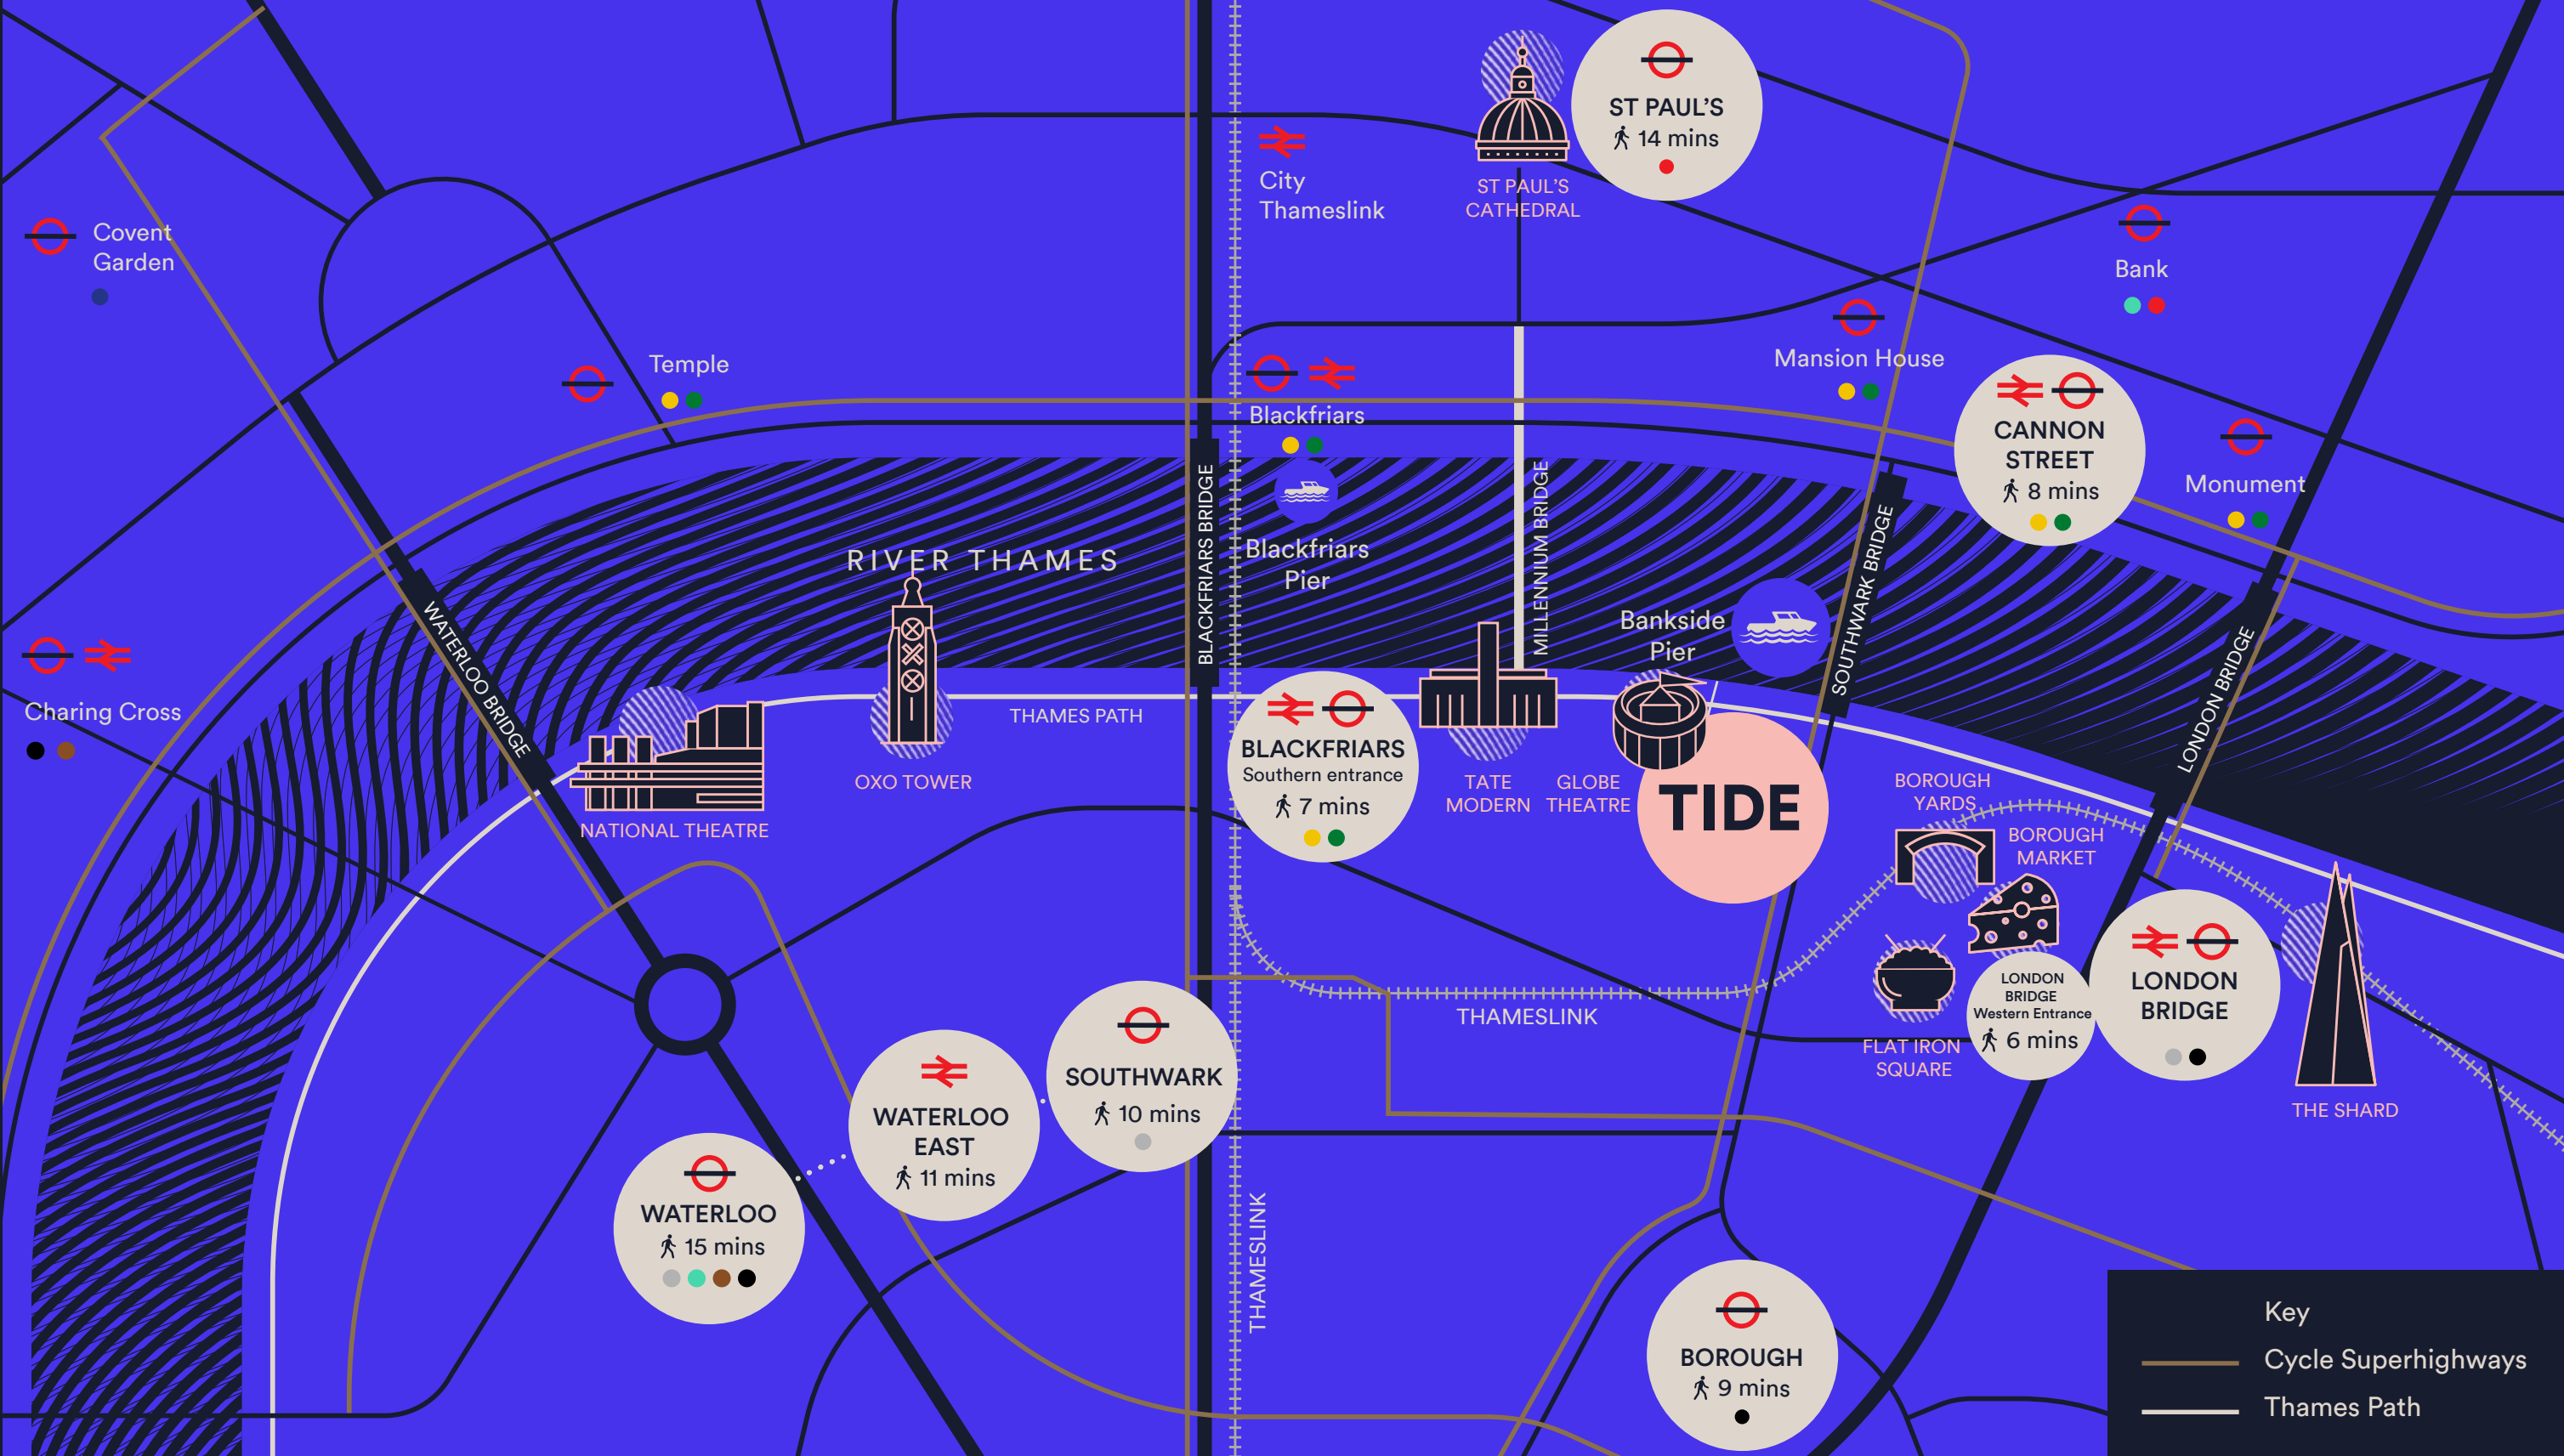 ST PAUL'S
14 mins
ST PAUL'S
CATHEDRAL
City
Thameslink
Covent
Garden
Bank
Temple
Mansion House
Blackfriars
CANNON
STREET
8 mins
Monument
RIVER THAMES
BLACKFRIARS BRIDGE
Blackfriars
Pier
MILLENNIUM BRIDGE
SOUTHWARK BRIDGE
Bankside
Pier
WATERLOO BRIDGE
LONDON BRIDGE
Charing Cross
THAMES PATH
BLACKFRIARS
Southern entrance
7 mins
OXO TOWER
NATIONAL THEATRE
TATE
MODERN
GLOBE
THEATRE
TIDE
BOROUGH
YARDS
BOROUGH
MARKET
LONDON
BRIDGE
Western Entrance
6 mins
LONDON
BRIDGE
THAMESLINK
FLAT IRON
SQUARE
THE SHARD
SOUTHWARK
10 mins
WATERLOO
EAST
11 mins
WATERLOO
15 mins
THAMESLINK
BOROUGH
9 mins
Key
Cycle Superhighways
Thames Path